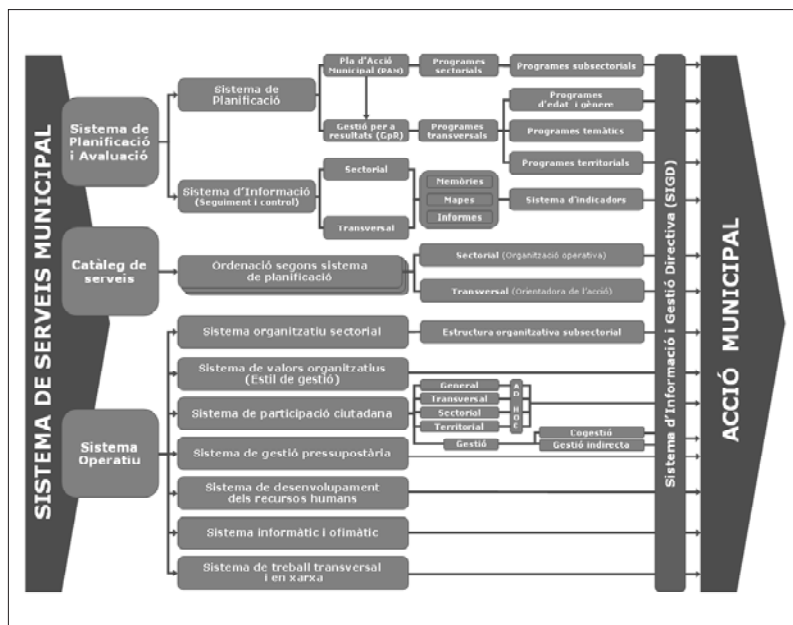 SISTEMA DE SERVEIS MUNICIPAL
Sistema de
Planificació
i Avaluació
Sistema de
Planificació
Pla d'Acció
Municipal (PAM)
Programes
sectorials
Programes subsectorials
Gestió per a
resultats (GpR)
Programes
transversals
Programes
d'edat i gènere
Programes temàtics
Programes territorials
Sistema d'Informació
(Seguiment i control)
Sectorial
Transversal
Memòries
Mapes
Informes
Sistema d'indicadors
Catàleg de
serveis
Ordenació segons sistema
de planificació
Sectorial (Organització operativa)
Transversal (Orientadora de l'acció)
Sistema
Operatiu
Sistema organitzatiu sectorial
Estructura organitzativa subsectorial
Sistema de valors organitzatius
(Estil de gestió)
Sistema de participació ciutadana
General
Transversal
Sectorial
Territorial
AD HOC
Gestió
Cogestió
Gestió indirecta
Sistema de gestió pressupostària
Sistema de desenvolupament
dels recursos humans
Sistema informàtic i ofimàtic
Sistema de treball transversal
i en xarxa
Sistema d'Informació i Gestió Directiva (SIGD)
ACCIÓ MUNICIPAL